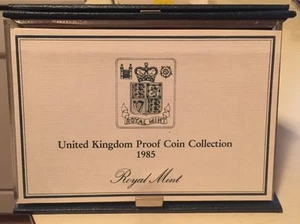 ROYAL MINT
United Kingdom Proof Coin Collection
1985
Royal Mint